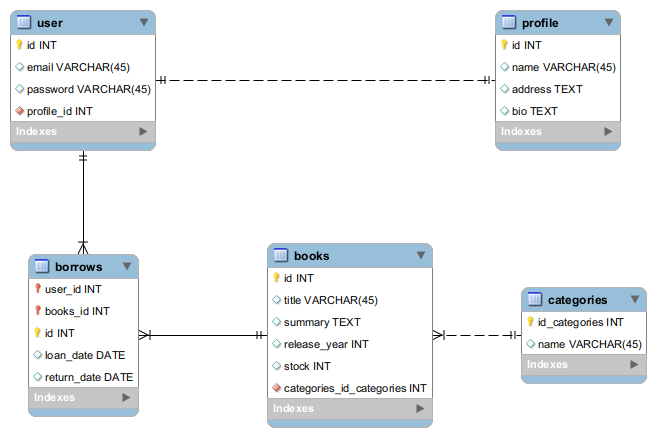 user
id INT
email VARCHAR(45)
password VARCHAR(45)
profile_id INT
Indexes
profile
id INT
name VARCHAR(45)
address TEXT
bio TEXT
Indexes
borrows
user_id INT
books_id INT
id INT
loan_date DATE
return_date DATE
Indexes
books
id INT
title VARCHAR(45)
summary TEXT
release_year INT
stock INT
categories_id_categories INT
Indexes
categories
id_categories INT
name VARCHAR(45)
Indexes